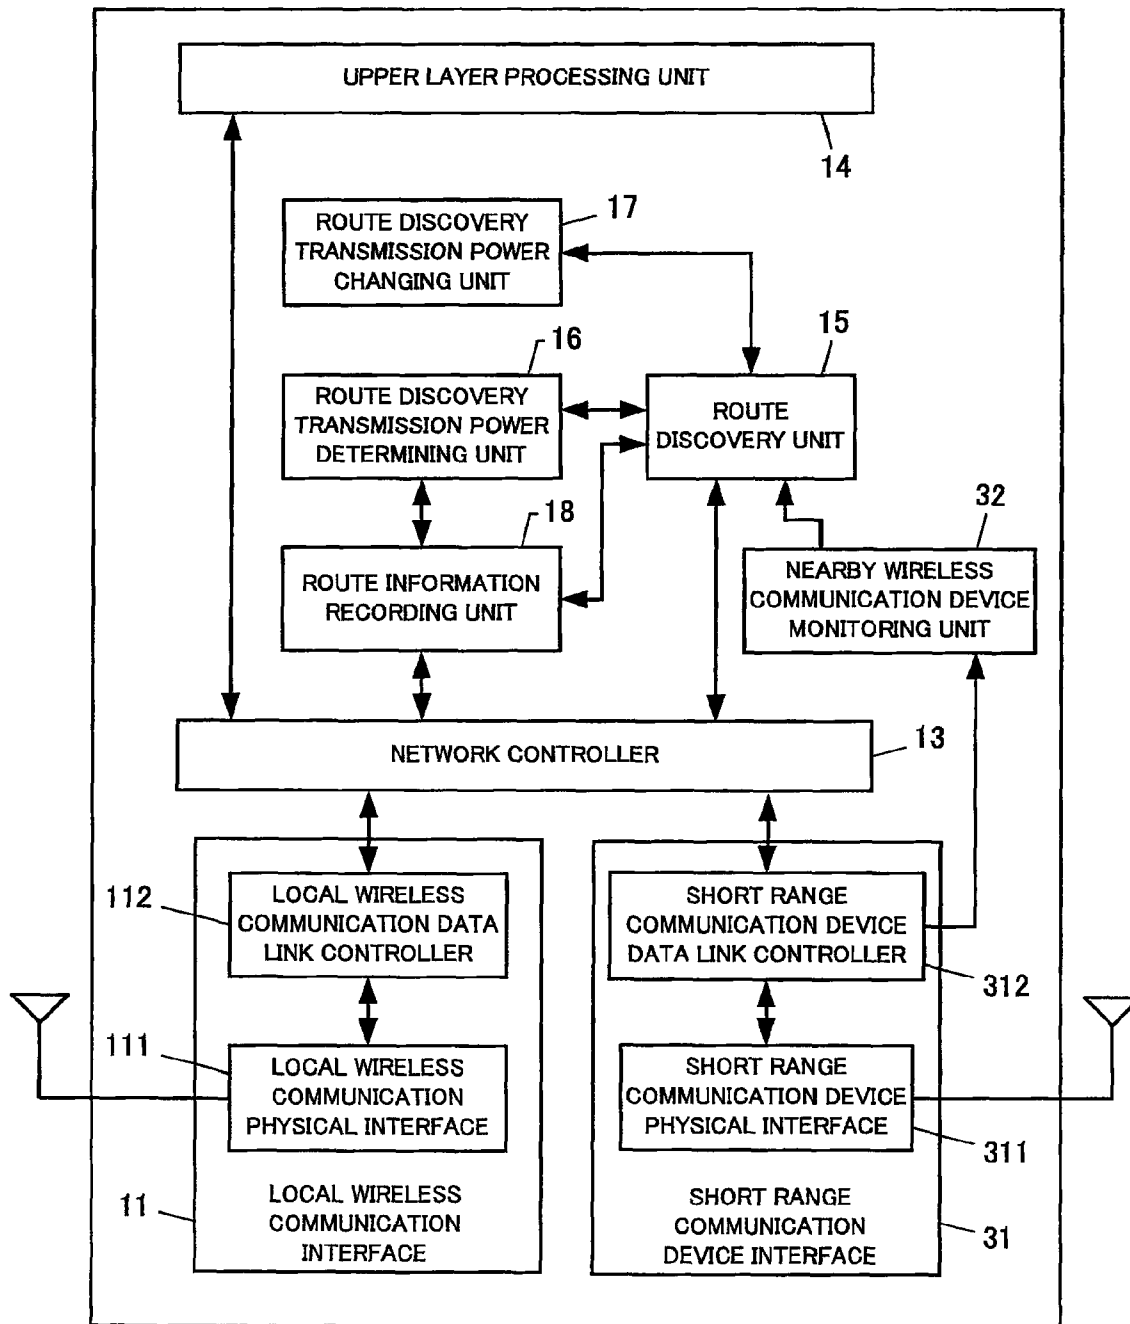 UPPER LAYER PROCESSING UNIT
14
17
ROUTE DISCOVERY
TRANSMISSION POWER
CHANGING UNIT
16
15
ROUTE DISCOVERY
TRANSMISSION POWER
DETERMINING UNIT
ROUTE
DISCOVERY UNIT
18
32
ROUTE INFORMATION
RECORDING UNIT
NEARBY WIRELESS
COMMUNICATION DEVICE
MONITORING UNIT
NETWORK CONTROLLER
13
112
LOCAL WIRELESS
COMMUNICATION DATA
LINK CONTROLLER
SHORT RANGE
COMMUNICATION DEVICE
DATA LINK CONTROLLER
312
111
LOCAL WIRELESS
COMMUNICATION
PHYSICAL INTERFACE
SHORT RANGE
COMMUNICATION DEVICE
PHYSICAL INTERFACE
311
11
LOCAL WIRELESS
COMMUNICATION
INTERFACE
SHORT RANGE
COMMUNICATION
DEVICE INTERFACE
31